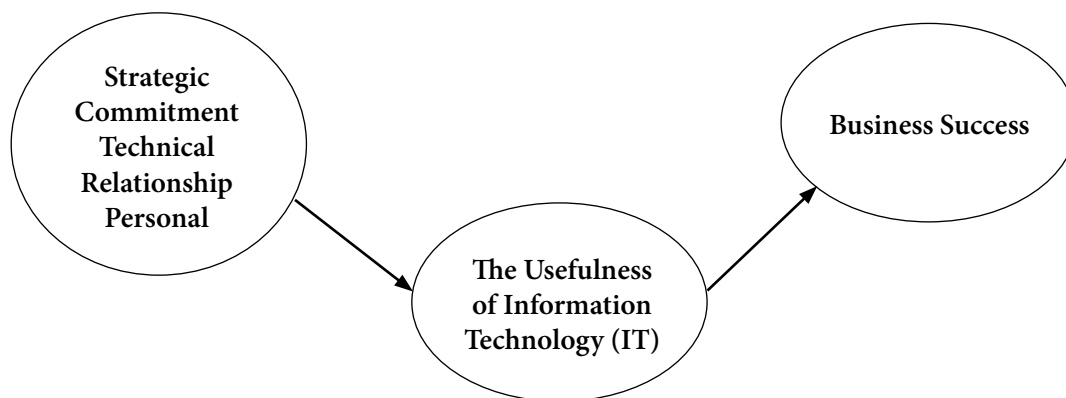 Strategic
Commitment
Technical
Relationship
Personal
Business Success
The Usefulness
of Information
Technology (IT)